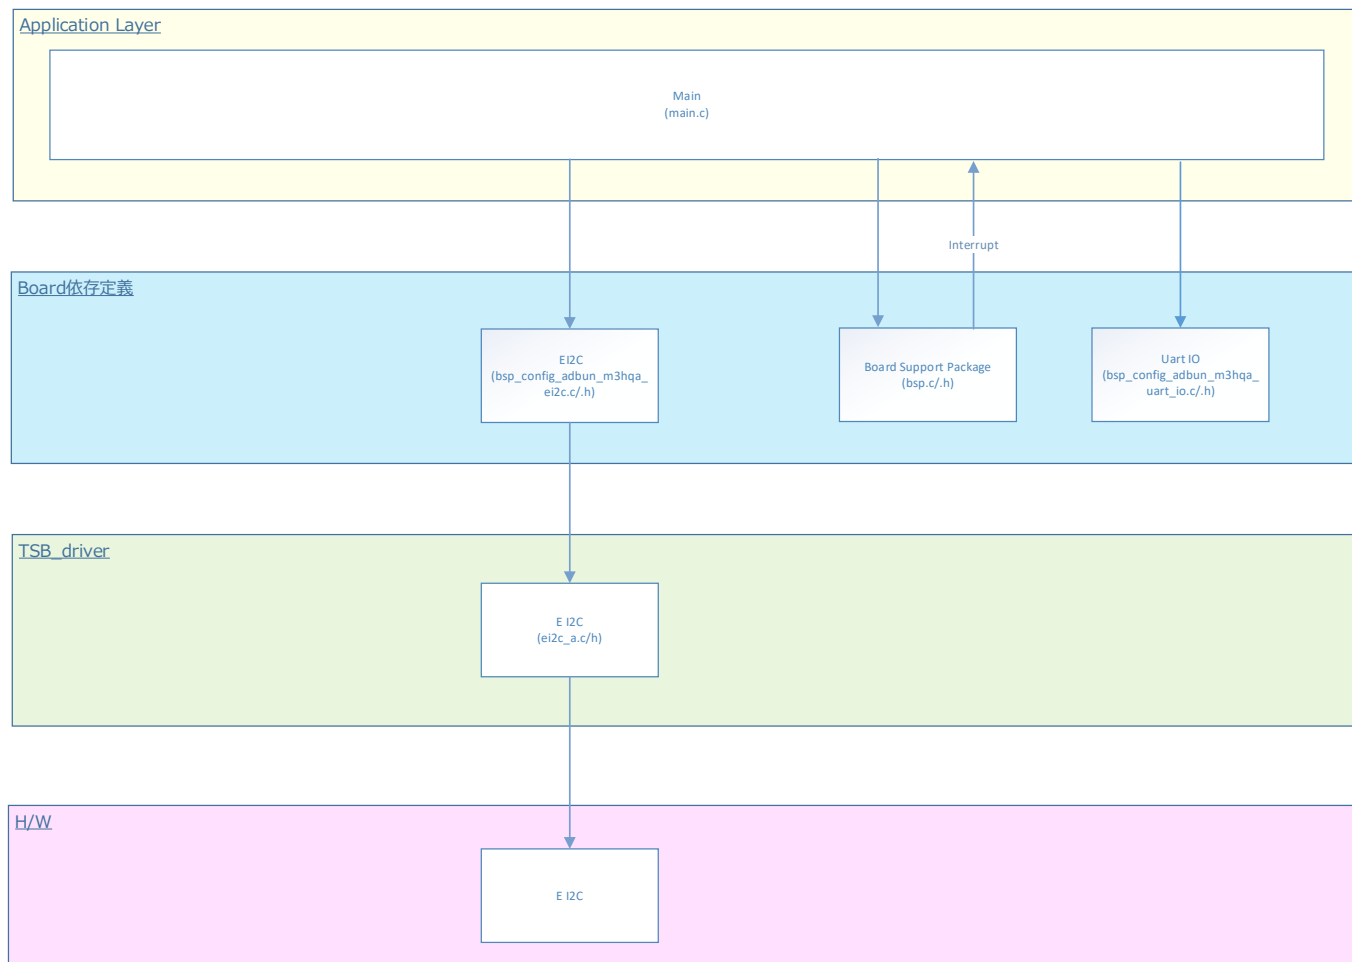 Application Layer
Main
(main.c)
Interrupt
Board依存定義
EI2C
(bsp_config_adbun_m3hqa_
ei2c.c/.h)
Board Support Package
(bsp.c/.h)
Uart IO
(bsp_config_adbun_m3hqa_
uart_io.c/.h)
TSB_driver
E I2C
(ei2c_a.c/h)
H/W
E I2C